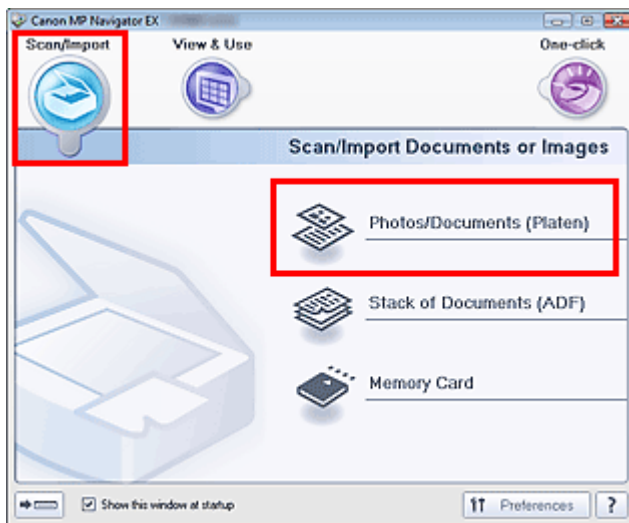 Canon MP Navigator EX
Scan/Import
View & Use
One-click
Scan/Import Documents or Images
Photos/Documents (Platen)
Stack of Documents (ADF)
Memory Card
Show this window at startup
Preferences
?